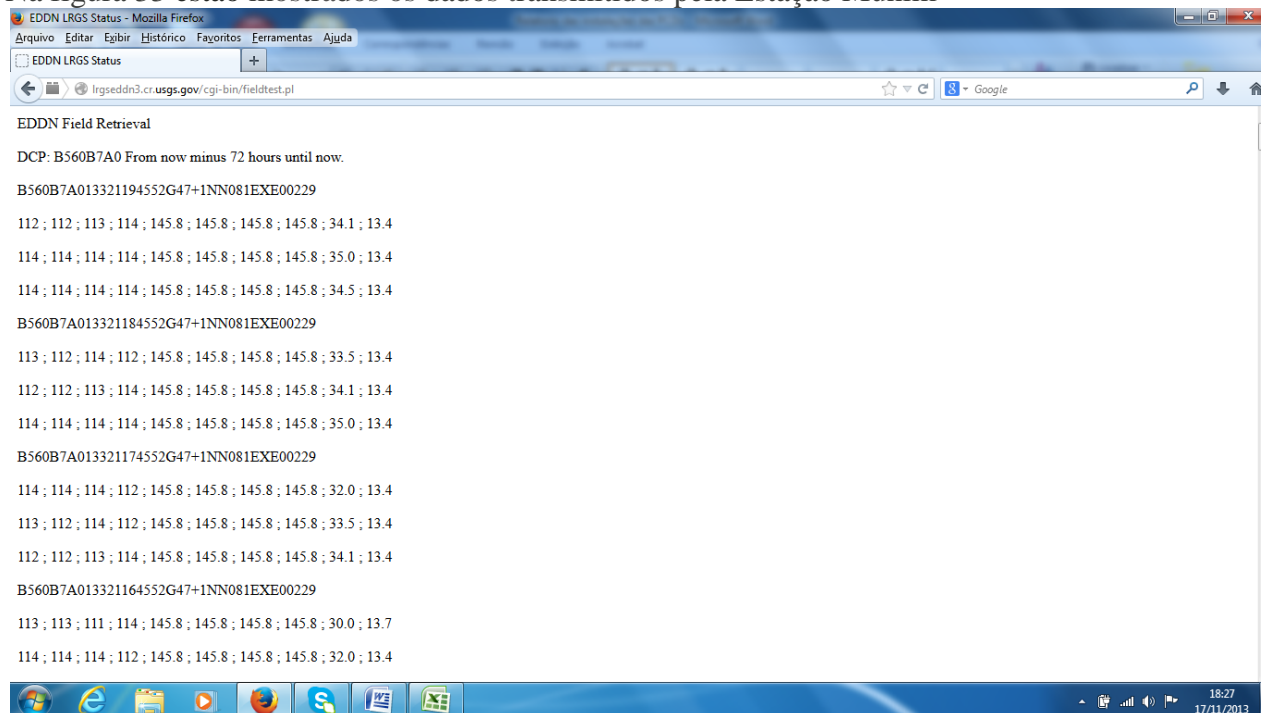 Na figura 33 estão mostrados os dados transmitidos pela Estação Munim
EDDN LRGS Status - Mozilla Firefox
Arquivo Editar Exibir Histórico Favoritos Ferramentas Ajuda
EDDN LRGS Status
lrgseddn3.cr.usgs.gov/cgi-bin/fieldtest.pl
Google
EDDN Field Retrieval
DCP: B560B7A0 From now minus 72 hours until now.
B560B7A013321194552G47+1NN081EXE00229
112 ; 112 ; 113 ; 114 ; 145.8 ; 145.8 ; 145.8 ; 145.8 ; 34.1 ; 13.4
114 ; 114 ; 114 ; 114 ; 145.8 ; 145.8 ; 145.8 ; 145.8 ; 35.0 ; 13.4
114 ; 114 ; 114 ; 114 ; 145.8 ; 145.8 ; 145.8 ; 145.8 ; 34.5 ; 13.4
B560B7A013321184552G47+1NN081EXE00229
113 ; 112 ; 114 ; 112 ; 145.8 ; 145.8 ; 145.8 ; 145.8 ; 33.5 ; 13.4
112 ; 112 ; 113 ; 114 ; 145.8 ; 145.8 ; 145.8 ; 145.8 ; 34.1 ; 13.4
114 ; 114 ; 114 ; 114 ; 145.8 ; 145.8 ; 145.8 ; 145.8 ; 35.0 ; 13.4
B560B7A013321174552G47+1NN081EXE00229
114 ; 114 ; 114 ; 112 ; 145.8 ; 145.8 ; 145.8 ; 145.8 ; 32.0 ; 13.4
113 ; 112 ; 114 ; 112 ; 145.8 ; 145.8 ; 145.8 ; 145.8 ; 33.5 ; 13.4
112 ; 112 ; 113 ; 114 ; 145.8 ; 145.8 ; 145.8 ; 145.8 ; 34.1 ; 13.4
B560B7A013321164552G47+1NN081EXE00229
113 ; 113 ; 111 ; 114 ; 145.8 ; 145.8 ; 145.8 ; 145.8 ; 30.0 ; 13.7
114 ; 114 ; 114 ; 112 ; 145.8 ; 145.8 ; 145.8 ; 145.8 ; 32.0 ; 13.4
18:27
17/11/2013